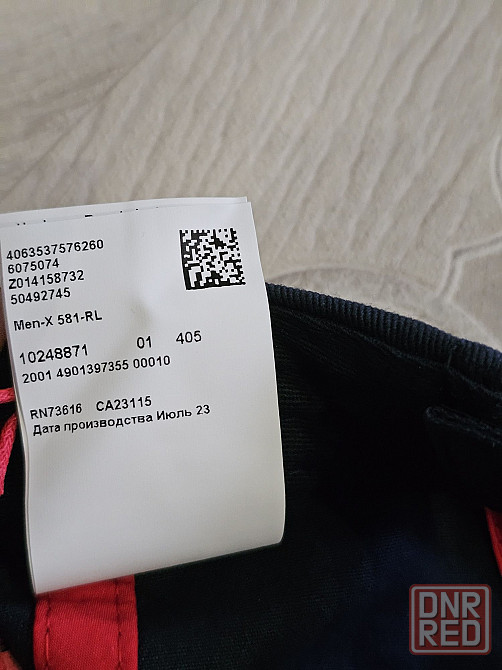 4063537576260
6075074
Z014158732
50492745
Men-X 581-RL
10248871 01 405
2001 4901397355 00010
RN73616 CA23115
Дата производства Июль 23
DNR
RED